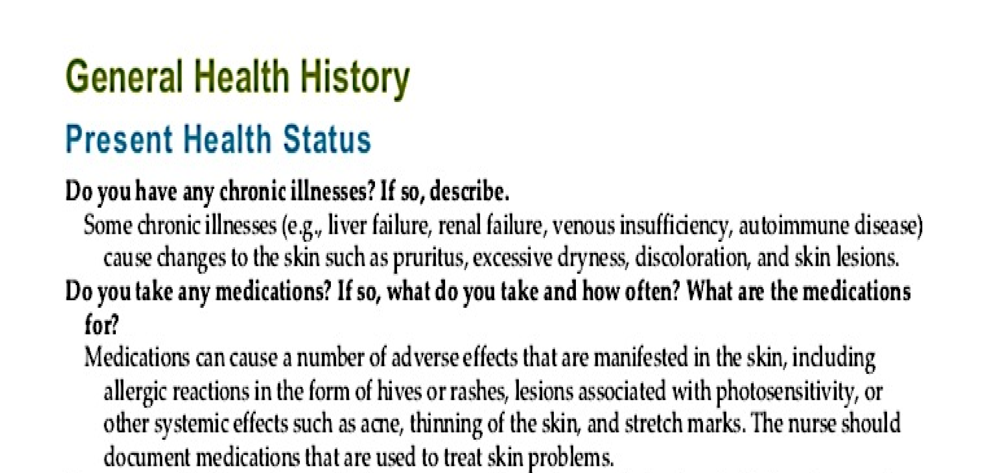 General Health History
Present Health Status
Do you have any chronic illnesses? If so, describe.
Some chronic illnesses (e.g., liver failure, renal failure, venous insufficiency, autoimmune disease)
cause changes to the skin such as pruritus, excessive dryness, discoloration, and skin lesions.
Do you take any medications? If so, what do you take and how often? What are the medications
for?
Medications can cause a number of adverse effects that are manifested in the skin, including
allergic reactions in the form of hives or rashes, lesions associated with photosensitivity, or
other systemic effects such as acne, thinning of the skin, and stretch marks. The nurse should
document medications that are used to treat skin problems.